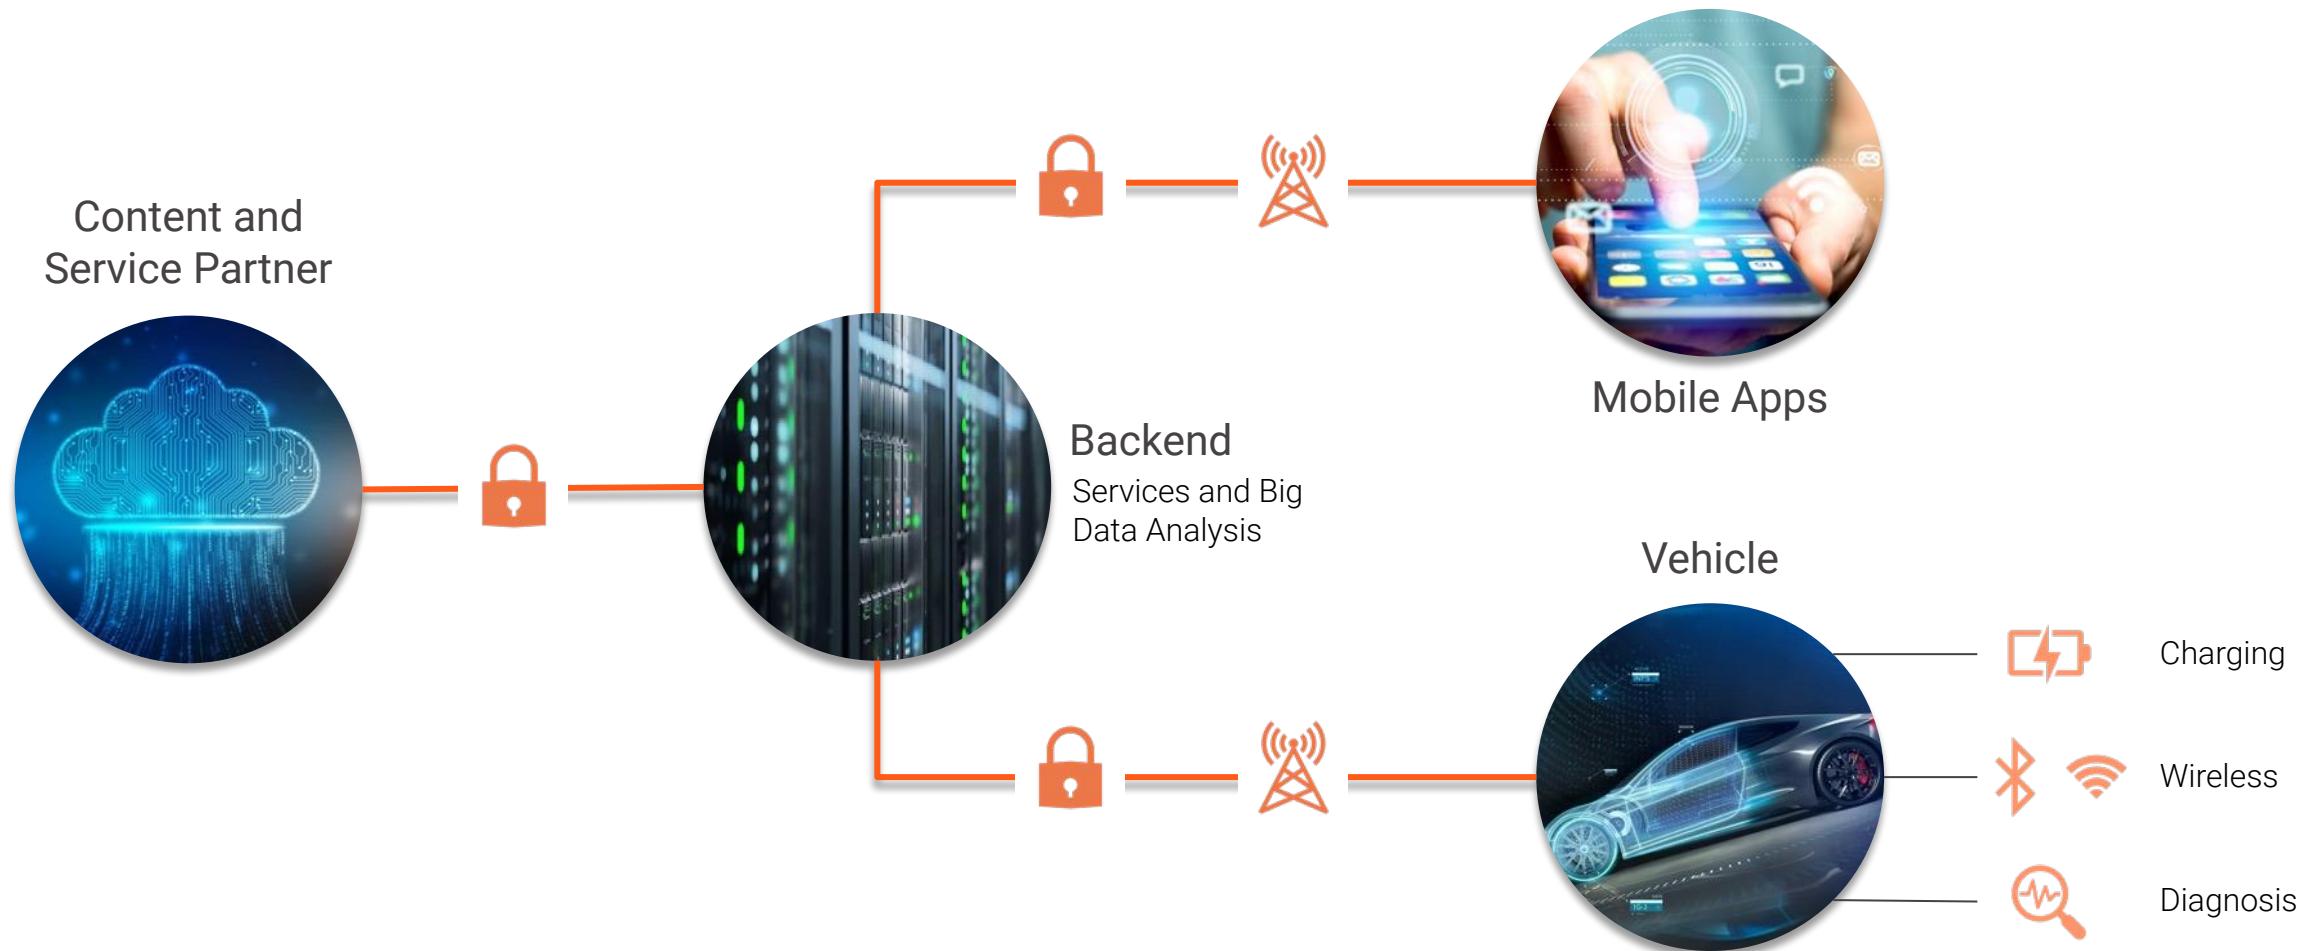 Content and
Service Partner
Mobile Apps
Backend
Services and Big
Data Analysis
Vehicle
Charging
Wireless
Diagnosis